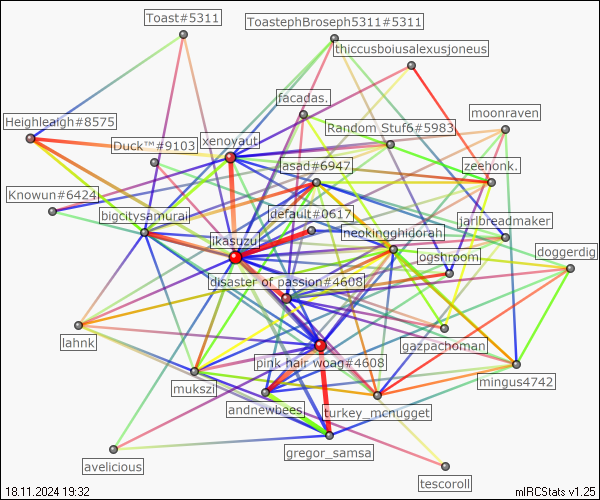 Toast#5311
ToastephBroseph5311#5311
thiccusboiusalexusjoneus
facadas.
moonraven
Heighleaigh#8575
Random Stuf6#5983
xenoyaut
Duck™#9103
jasad#6947
zeehonk.
Knowun#6424
bigcitysamurai
default#0617
jarlbreadmaker
neokingghidorah
jkasuzu
ogshroom
doggerdig
disaster of passion#4608
lahnk
gazpachoman
pink hair woag#4608
mukszi
mingus4742
andnewbees
turkey_mcnugget
gregor_samsa
avelicious
tescoroll
18.11.2024 19:32
mIRCStats v1.25